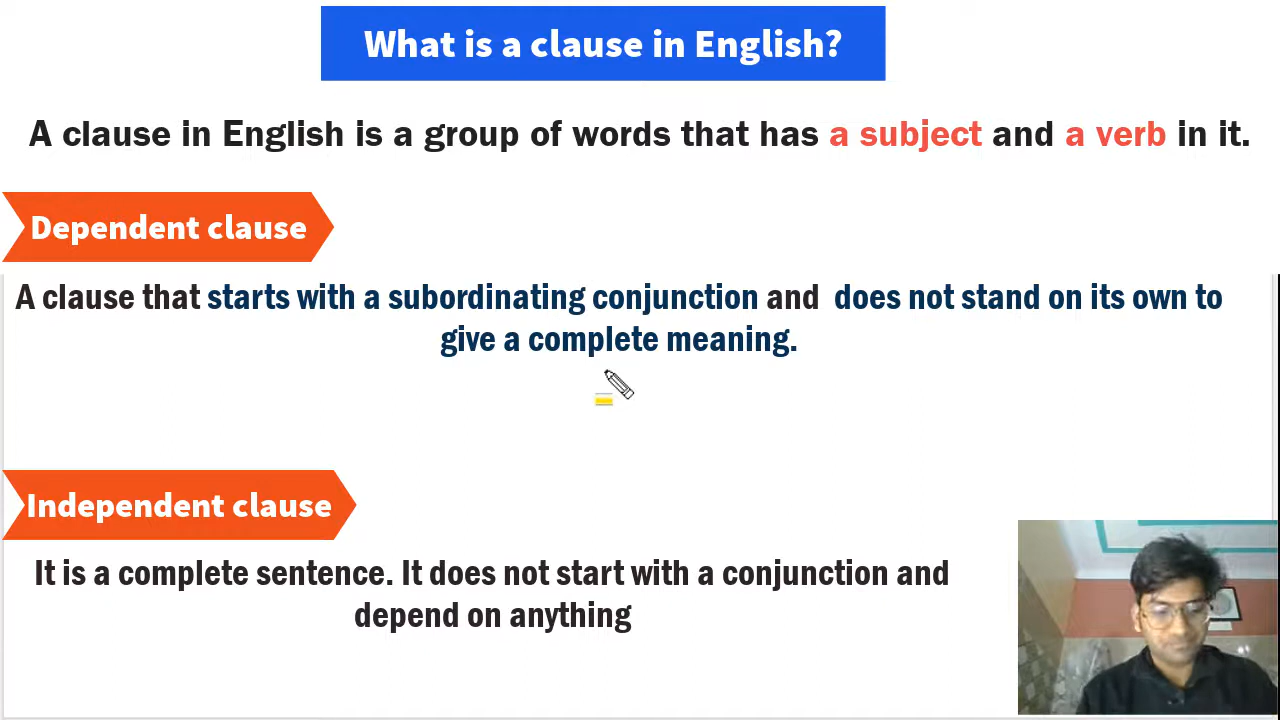 What is a clause in English?
A clause in English is a group of words that has a subject and a verb in it.
Dependent clause
A clause that starts with a subordinating conjunction and does not stand on its own to
give a complete meaning.
Independent clause
It is a complete sentence. It does not start with a conjunction and
depend on anything